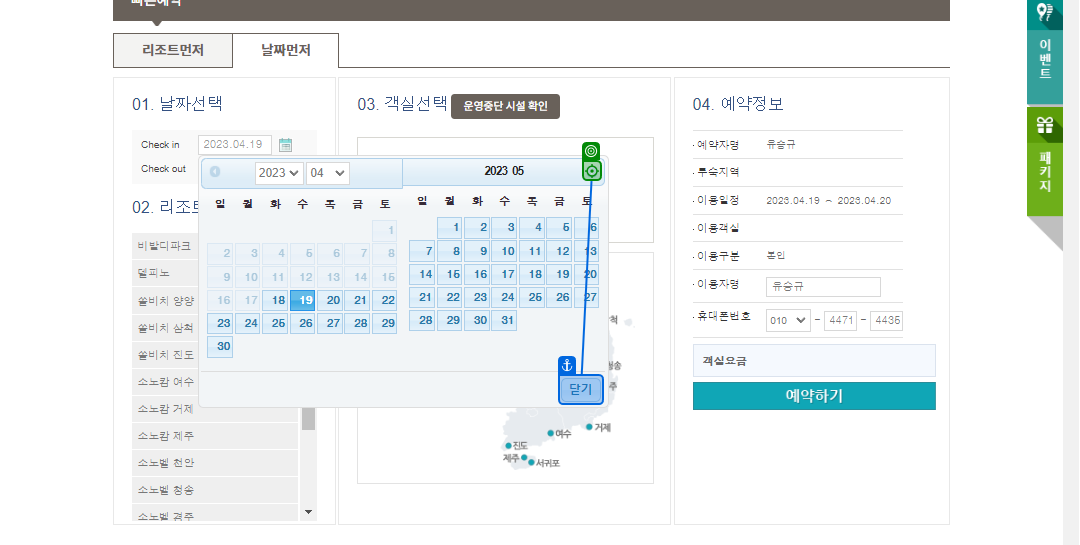 빠른예약
리조트먼저
날짜먼저
01. 날짜선택
Check in
2023.04.19
Check out
2023
04
2023 05
일 월 화 수 목 금 토
1
2 3 4 5 6 7 8
9 10 11 12 13 14 15
16 17 18 19 20 21 22
23 24 25 26 27 28 29
30
일 월 화 수 목 금 토
1 2 3 4 5 6
7 8 9 10 11 12 13
14 15 16 17 18 19 20
21 22 23 24 25 26 27
28 29 30 31
닫기
02. 리조트
비발디파크
델피노
쏠비치 양양
쏠비치 삼척
쏠비치 진도
소노캄 여수
소노캄 거제
소노캄 제주
소노벨 천안
소노벨 청송
소노벨 경주
03. 객실선택
운영중단 시설 확인
척
청송
주
거제
여수
진도
제주
서귀포
04. 예약정보
예약자명 유승규
투숙지역
이용일정 2023.04.19 ~ 2023.04.20
이용객실
이용구분 본인
이용자명 유승규
휴대폰번호 010 - 4471 - 4435
객실요금
예약하기
이벤트
패키지